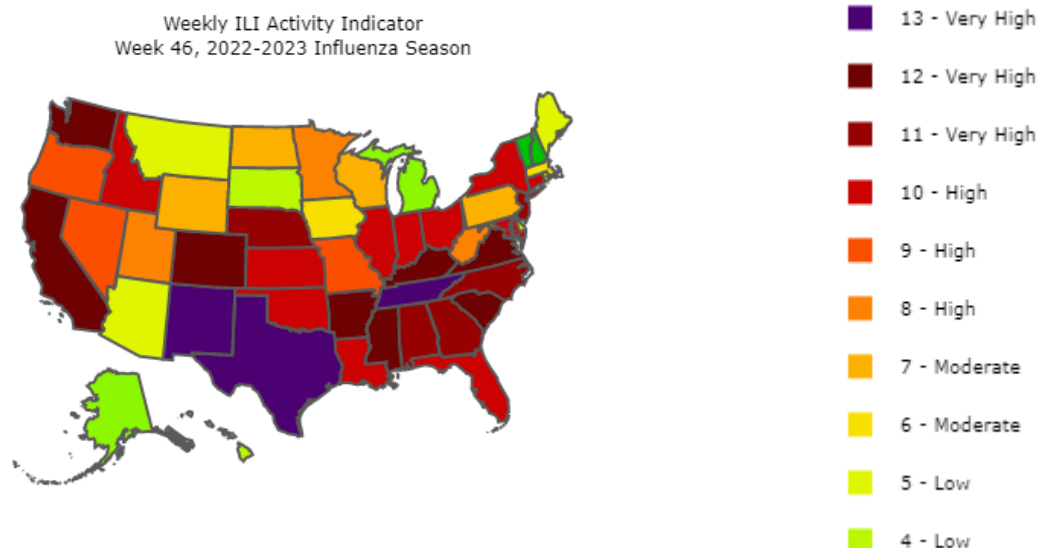 Weekly ILI Activity Indicator
Week 46, 2022-2023 Influenza Season
13 - Very High
12 - Very High
11 - Very High
10 - High
9 - High
8 - High
7 - Moderate
6 - Moderate
5 - Low
4 - Low